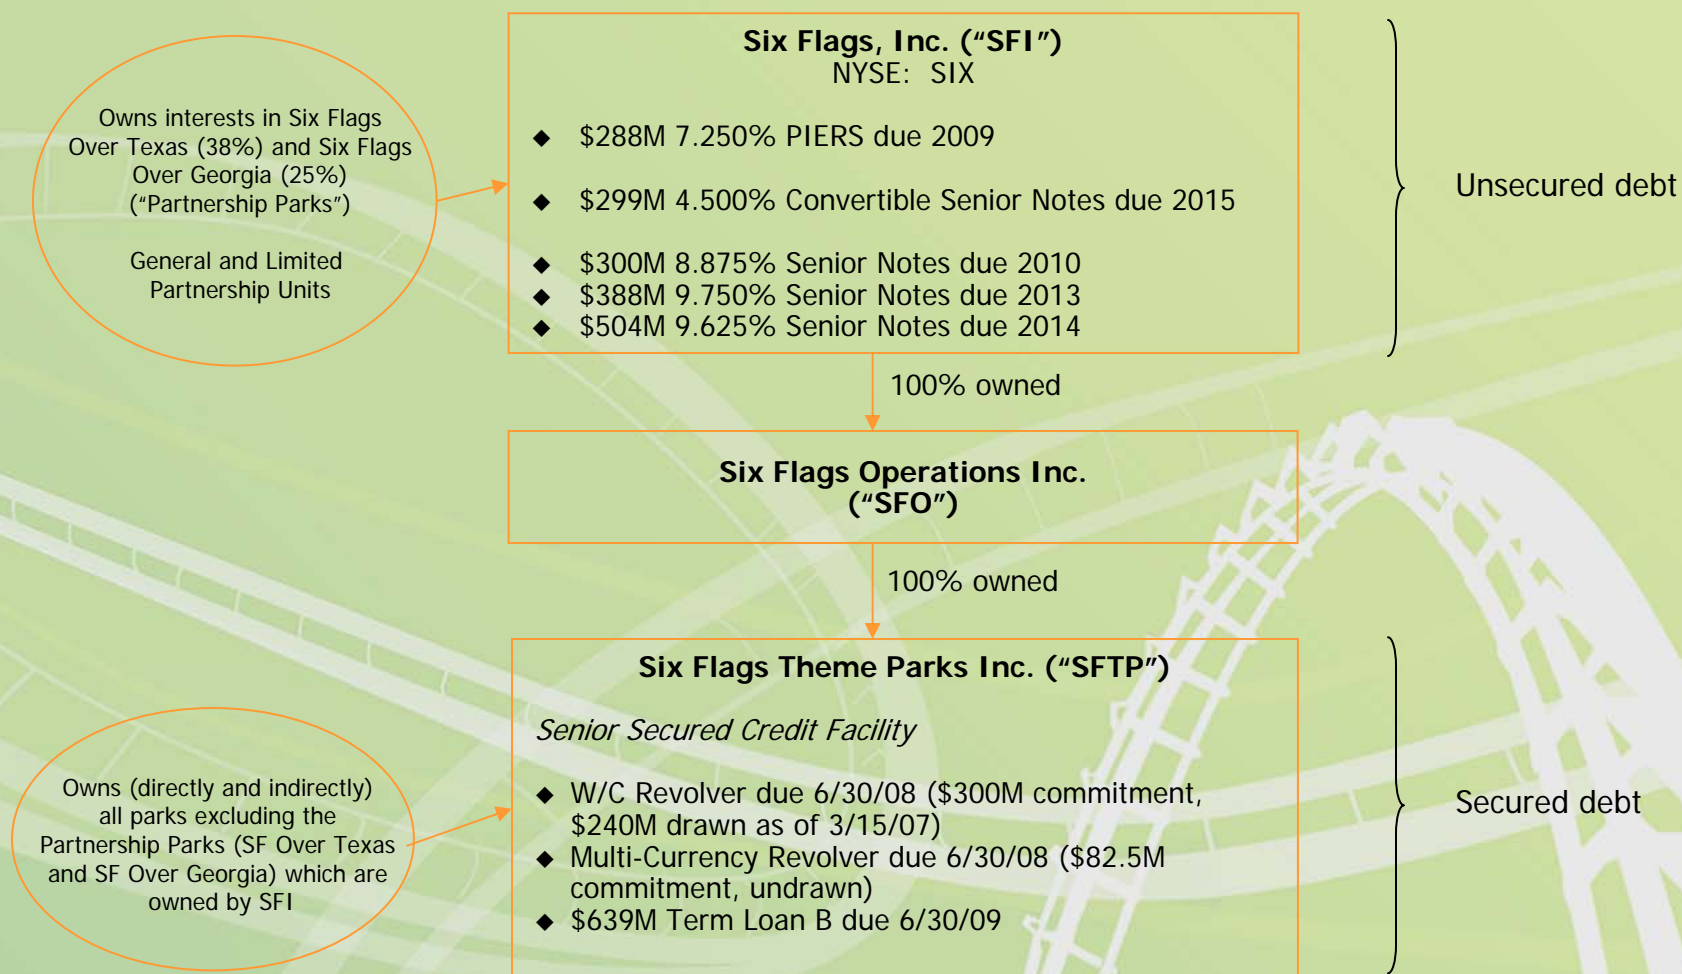 Six Flags, Inc. (“SFI”)
NYSE: SIX
◆ $288M 7.250% PIERS due 2009
◆ $299M 4.500% Convertible Senior Notes due 2015
◆ $300M 8.875% Senior Notes due 2010
◆ $388M 9.750% Senior Notes due 2013
◆ $504M 9.625% Senior Notes due 2014
Owns interests in Six Flags
Over Texas (38%) and Six Flags
Over Georgia (25%)
(“Partnership Parks”)
General and Limited
Partnership Units
Unsecured debt
100% owned
Six Flags Operations Inc.
(“SFO”)
100% owned
Six Flags Theme Parks Inc. (“SFTP”)
Senior Secured Credit Facility
◆ W/C Revolver due 6/30/08 ($300M commitment,
$240M drawn as of 3/15/07)
◆ Multi-Currency Revolver due 6/30/08 ($82.5M
commitment, undrawn)
◆ $639M Term Loan B due 6/30/09
Owns (directly and indirectly)
all parks excluding the
Partnership Parks (SF Over Texas
and SF Over Georgia) which are
owned by SFI
Secured debt